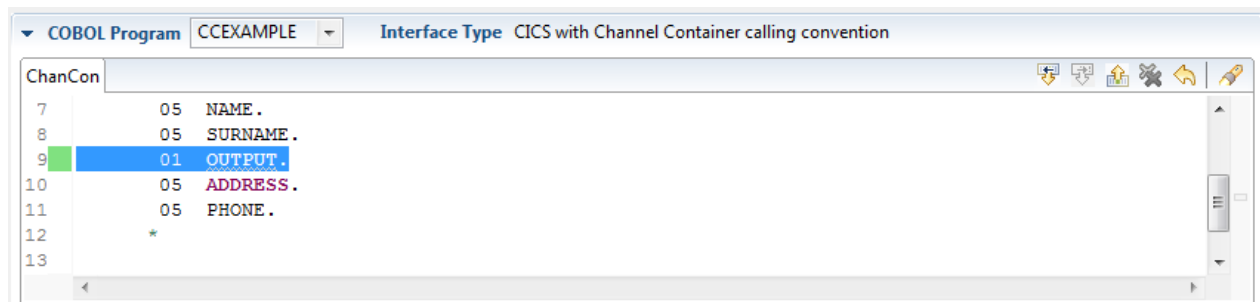 COBOL Program CCEXAMPLE Interface Type CICS with Channel Container calling convention
ChanCon
7 05 NAME.
8 05 SURNAME.
9 01 OUTPUT.
10 05 ADDRESS.
11 05 PHONE.
12 *
13